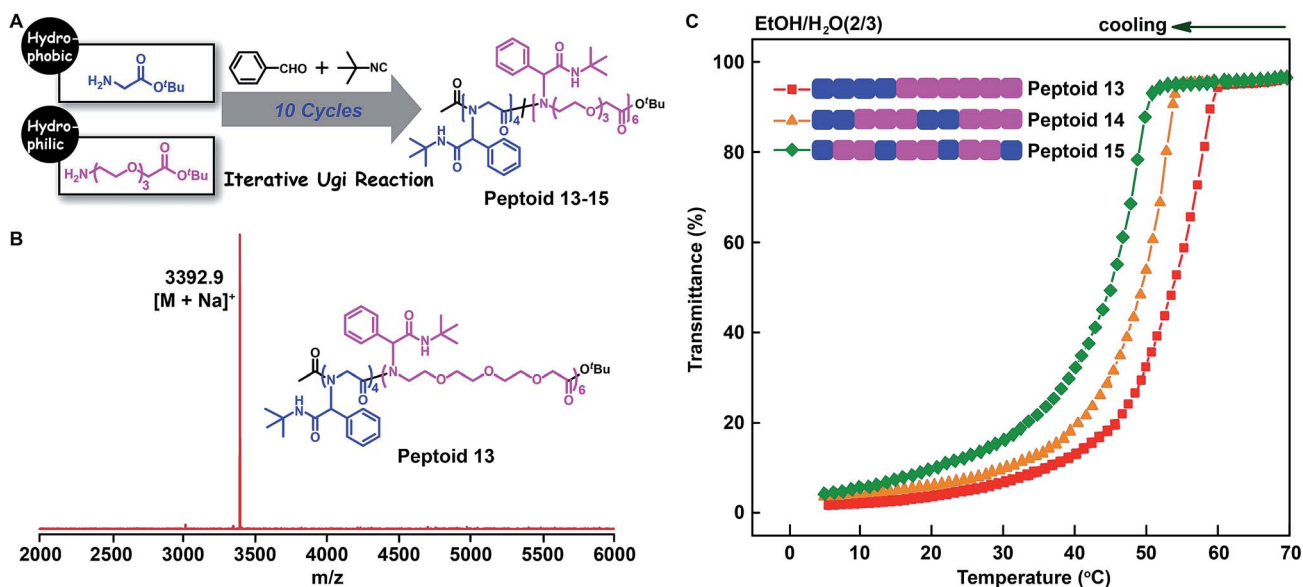 A
Hydro-
phobic
H₂N
O
OᵗBu
Hydro-
philic
H₂N
O
3
O
OᵗBu
CHO
+
NC
10 Cycles
Iterative Ugi Reaction
O
N
O
4
HN
O
O
N
H
N
O
3
O
6
OᵗBu
Peptoid 13-15
B
3392.9
[M + Na]⁺
O
N
H
O
N
O
4
N
O
O
O
O
6
OᵗBu
HN
O
Peptoid 13
2000 2500 3000 3500 4000 4500 5000 5500 6000
m/z
C
EtOH/H₂O(2/3)
cooling
Peptoid 13
Peptoid 14
Peptoid 15
Transmittance (%)
100
80
60
40
20
0
0 10 20 30 40 50 60 70
Temperature (°C)